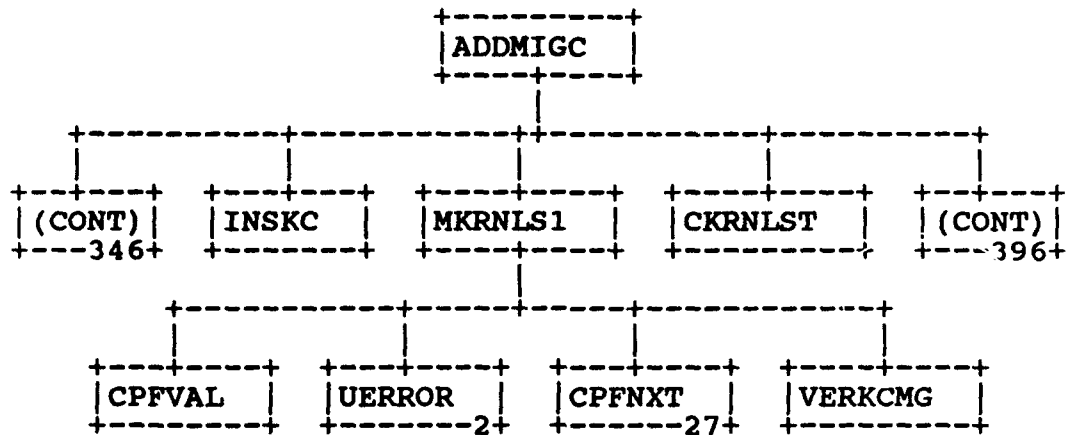 ADDMIGC
(CONT) INSKC MKRNLS1 CKRNLST (CONT)
346 396
CPFVAL UERROR CPFNXT VERKCMG
2 27